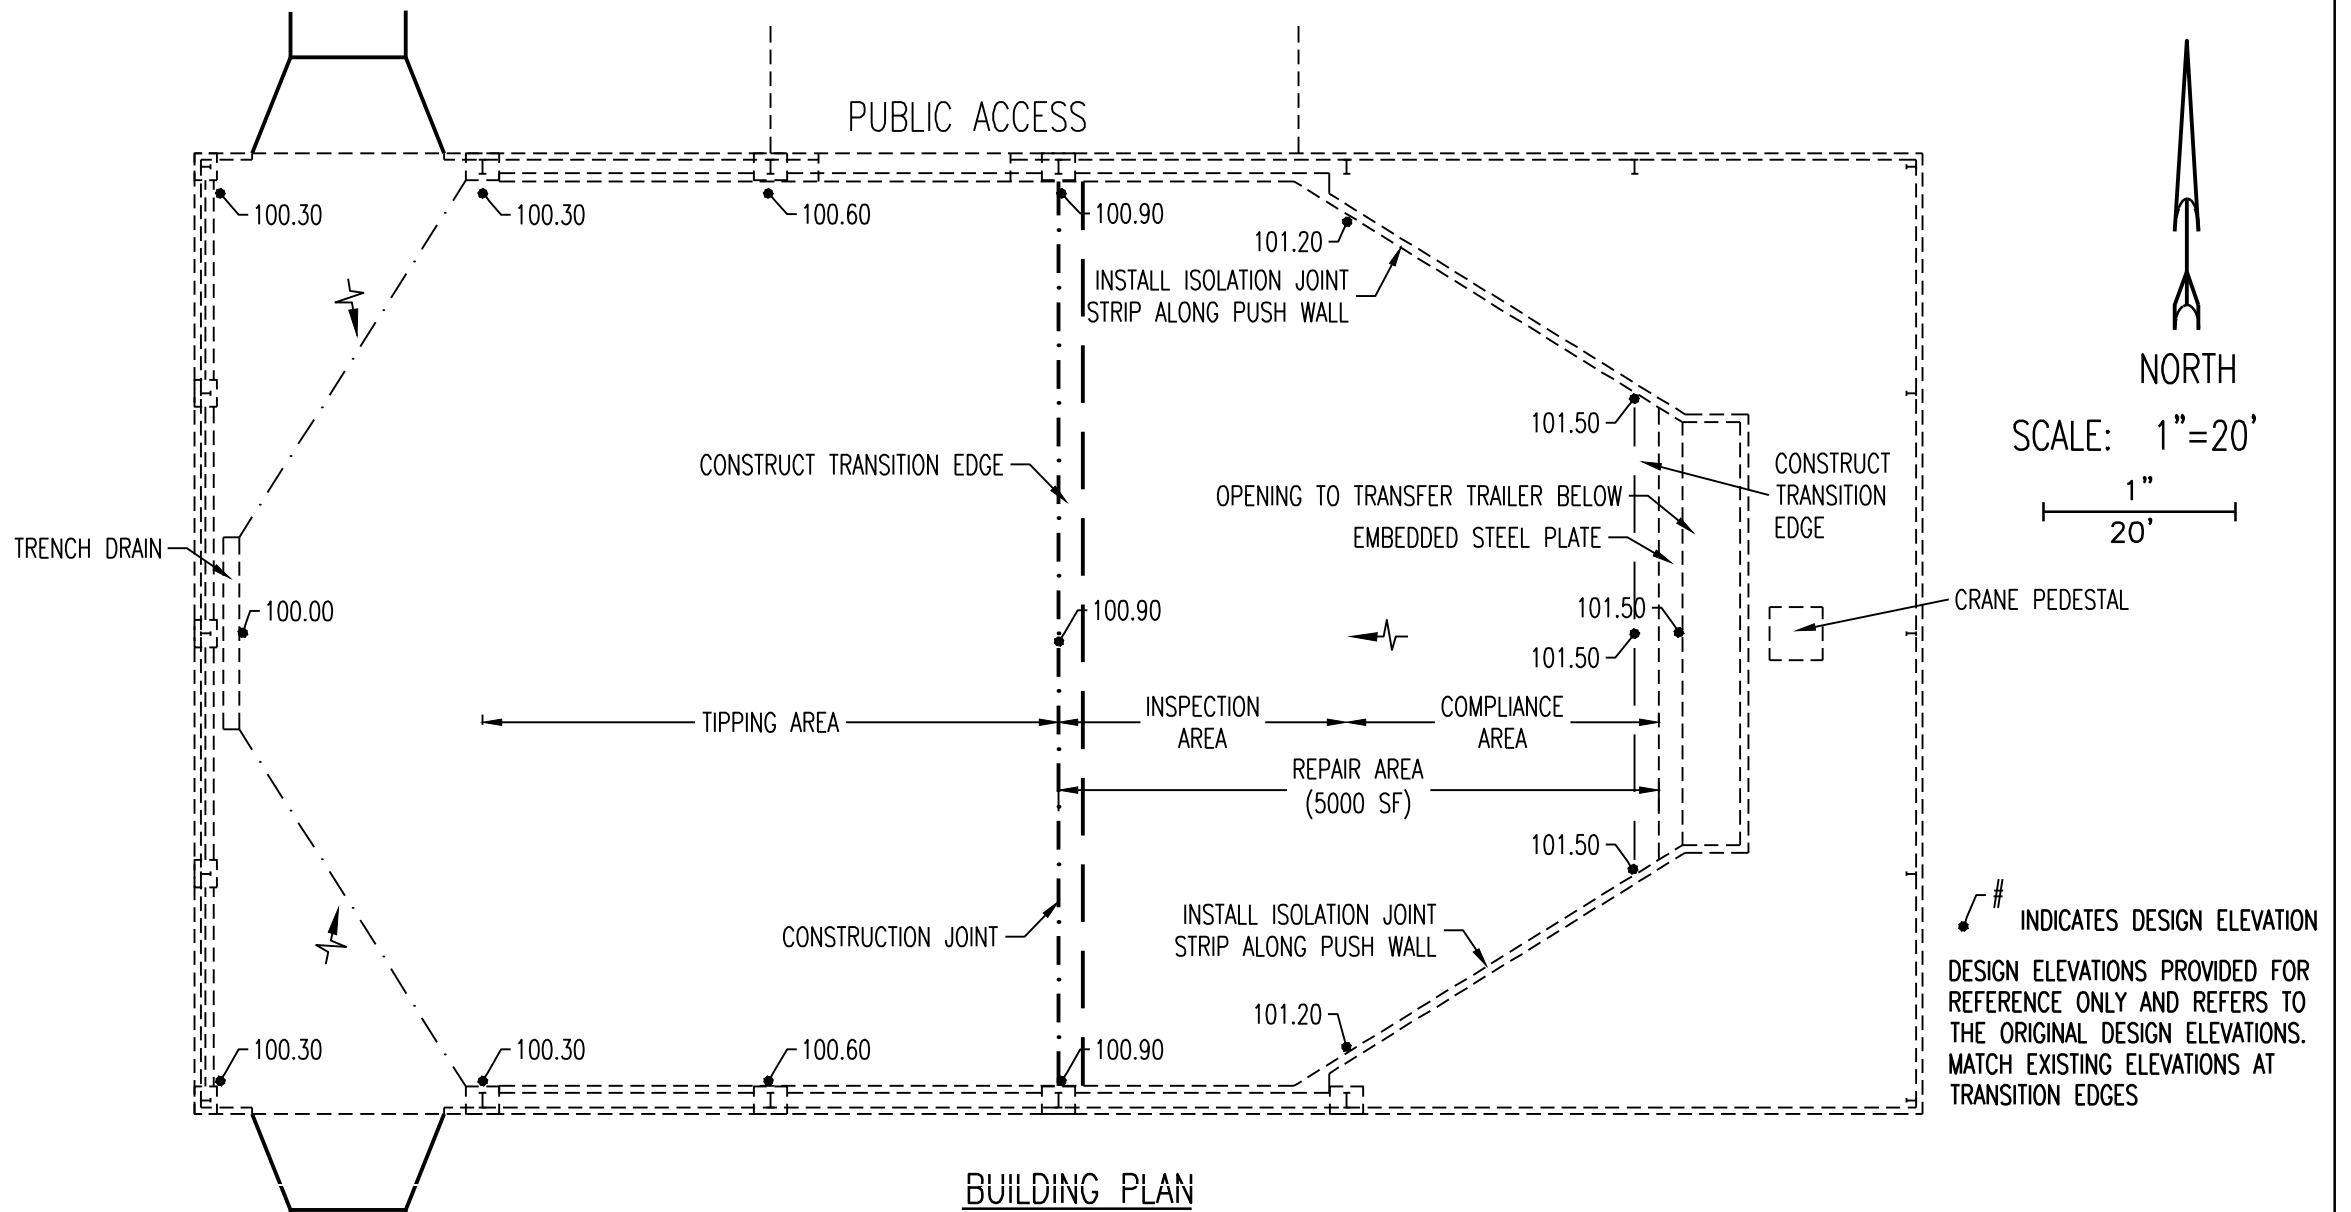 PUBLIC ACCESS
100.30
100.30
100.60
100.90
101.20
INSTALL ISOLATION JOINT
STRIP ALONG PUSH WALL
NORTH
SCALE: 1"=20'
1"
20'
101.50
CONSTRUCT TRANSITION EDGE
CONSTRUCT
TRANSITION
EDGE
OPENING TO TRANSFER TRAILER BELOW
EMBEDDED STEEL PLATE
TRENCH DRAIN
100.00
100.90
101.50
101.50
CRANE PEDESTAL
TIPPING AREA
INSPECTION
AREA
COMPLIANCE
AREA
REPAIR AREA
(5000 SF)
101.50
CONSTRUCTION JOINT
INSTALL ISOLATION JOINT
STRIP ALONG PUSH WALL
101.20
100.30
100.30
100.60
100.90
#
INDICATES DESIGN ELEVATION
DESIGN ELEVATIONS PROVIDED FOR
REFERENCE ONLY AND REFERS TO
THE ORIGINAL DESIGN ELEVATIONS.
MATCH EXISTING ELEVATIONS AT
TRANSITION EDGES
BUILDING PLAN